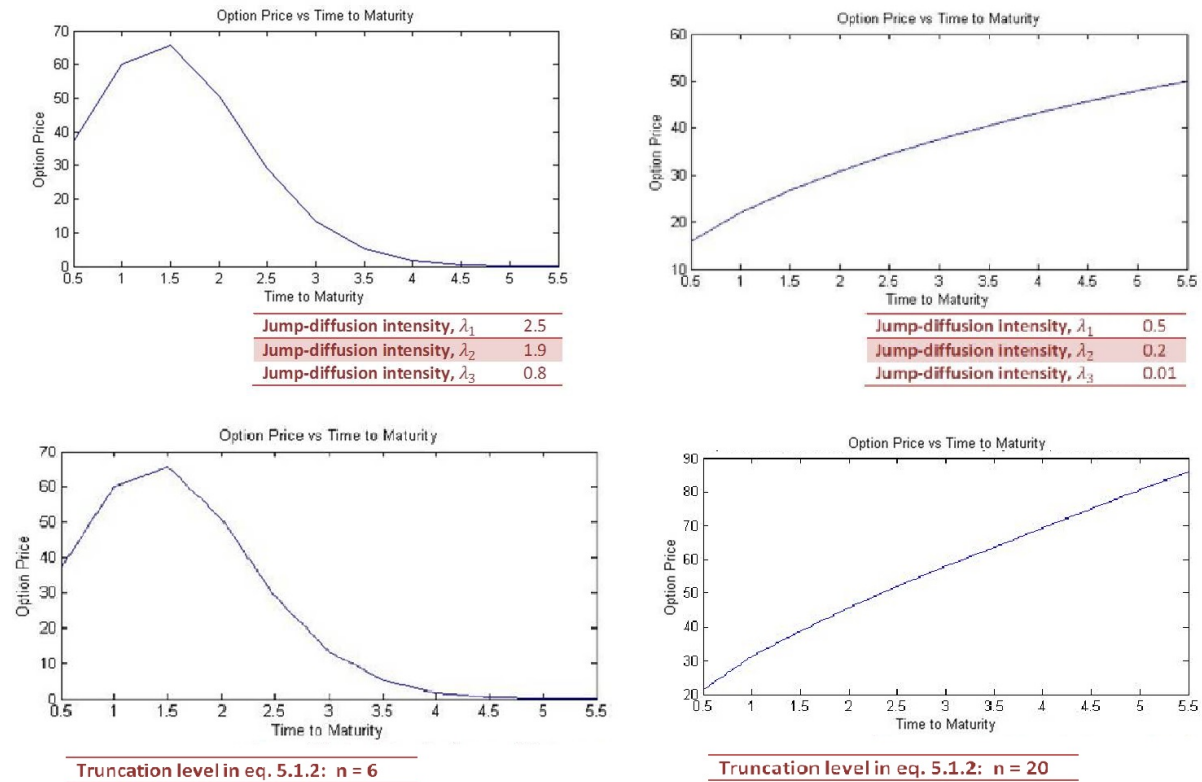 Option Price vs Time to Maturity
Option Price
70
60
50
40
30
20
10
0
0.5 1 1.5 2 2.5 3 3.5 4 4.5 5 5.5
Time to Maturity
Jump-diffusion intensity, λ1 2.5
Jump-diffusion intensity, λ2 1.9
Jump-diffusion intensity, λ3 0.8
Option Price vs Time to Maturity
Option Price
60
50
40
30
20
10
0.5 1 1.5 2 2.5 3 3.5 4 4.5 5 5.5
Time to Maturity
Jump-diffusion intensity, λ1 0.5
Jump-diffusion intensity, λ2 0.2
Jump-diffusion intensity, λ3 0.01
Option Price vs Time to Maturity
Option Price
70
60
50
40
30
20
10
0
0.5 1 1.5 2 2.5 3 3.5 4 4.5 5 5.5
Time to Maturity
Truncation level in eq. 5.1.2: n = 6
Option Price vs Time to Maturity
Option Price
90
80
70
60
50
40
30
20
0.5 1 1.5 2 2.5 3 3.5 4 4.5 5 5.5
Time to Maturity
Truncation level in eq. 5.1.2: n = 20